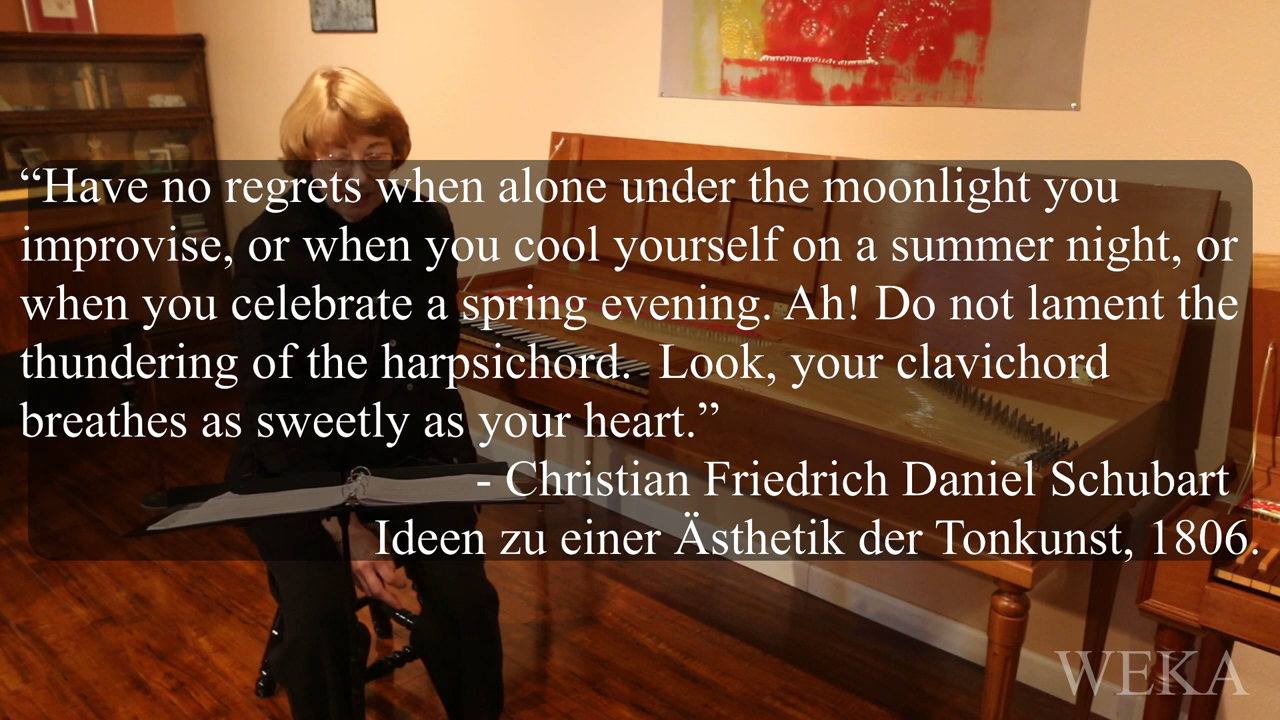 “Have no regrets when alone under the moonlight you
improvise, or when you cool yourself on a summer night, or
when you celebrate a spring evening. Ah! Do not lament the
thundering of the harpsichord.  Look, your clavichord
breathes as sweetly as your heart.”
- Christian Friedrich Daniel Schubart
Ideen zu einer Ästhetik der Tonkunst, 1806.
WEKA